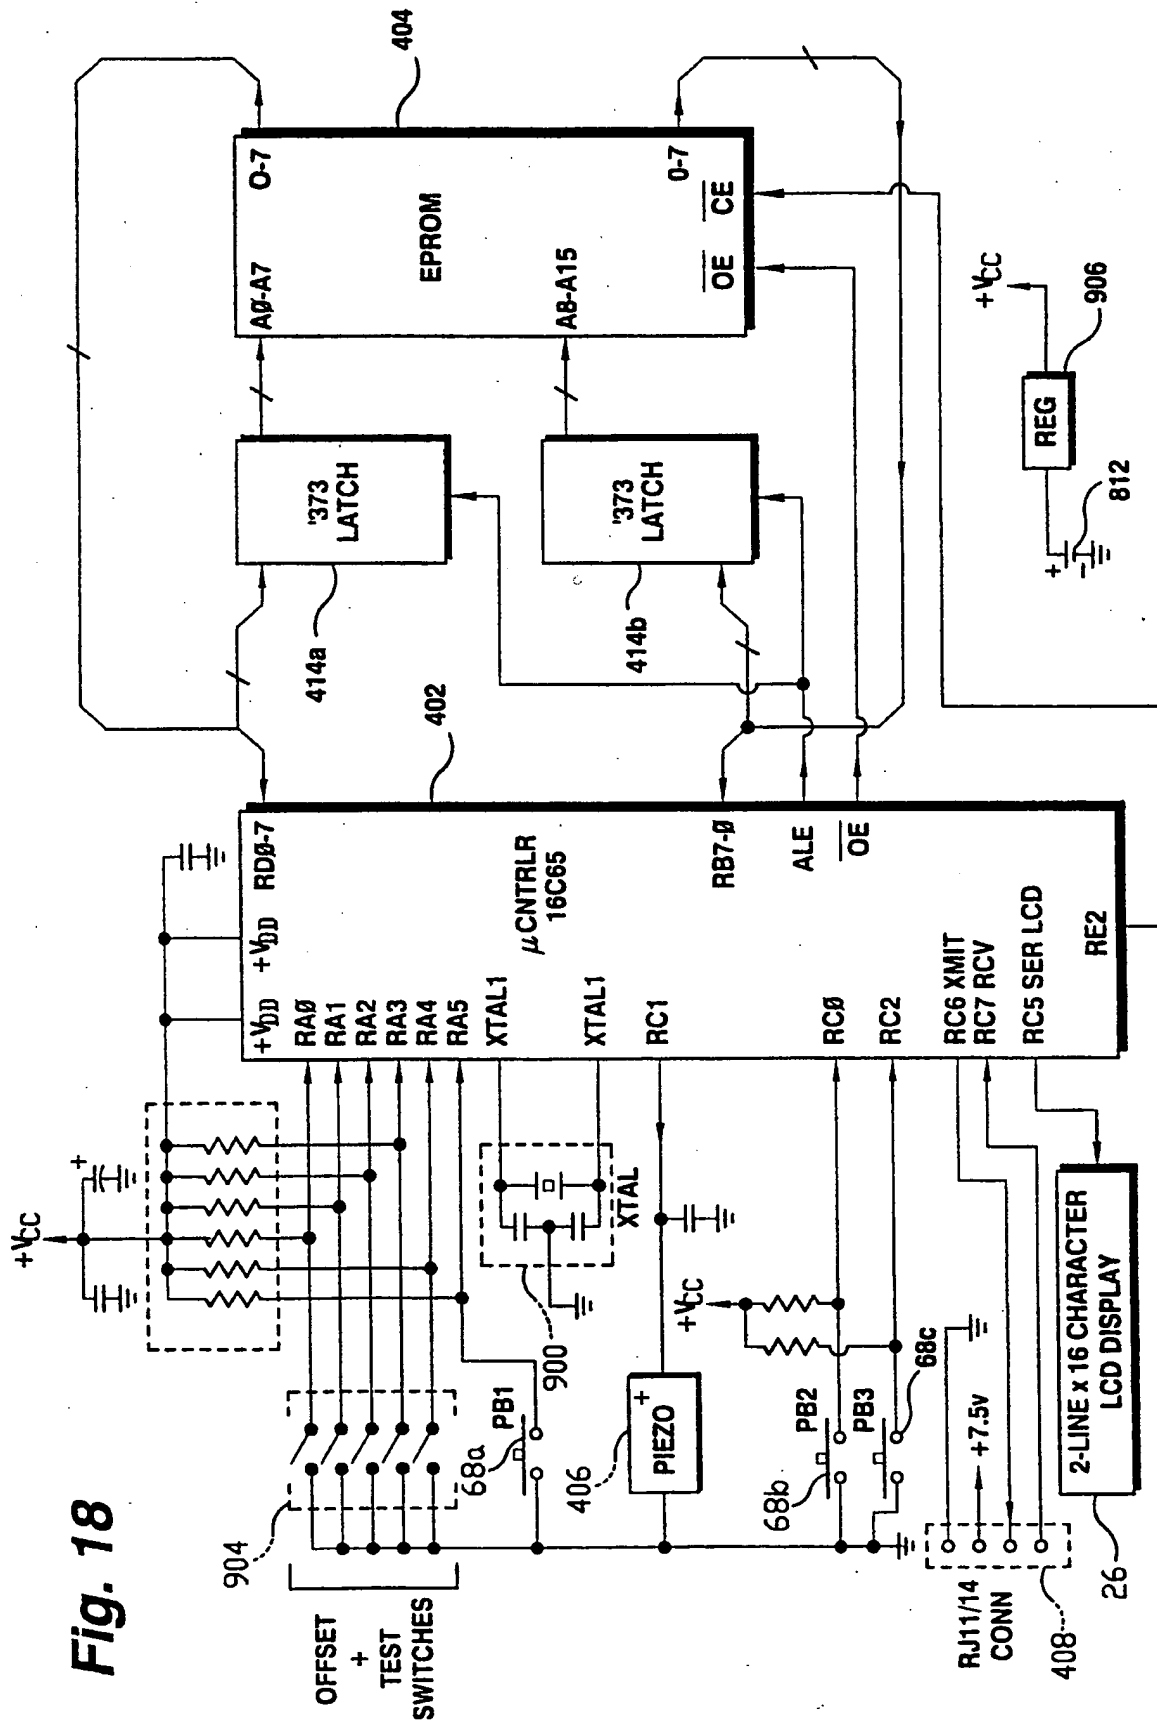 Fig. 18
+VCC
904
OFFSET
+
TEST
SWITCHES
68a
PB1
900
XTAL
406
PIEZO
+
+VCC
68b
PB2
PB3
68c
RJ11/14
CONN
408
+7.5v
26
2-LINE x 16 CHARACTER
LCD DISPLAY
+
+VDD
+VDD
RDØ-7
RAØ
RA1
RA2
RA3
RA4
RA5
XTAL1
XTAL1
RC1
RCØ
RC2
RC6 XMIT
RC7 RCV
RC5 SER LCD
RE2
µCNTRLR
16C65
RB7-Ø
ALE
OE
402
414a
'373
LATCH
414b
'373
LATCH
404
AØ-A7
O-7
EPROM
A8-A15
0-7
OE
CE
+VCC
REG
906
812
+
-